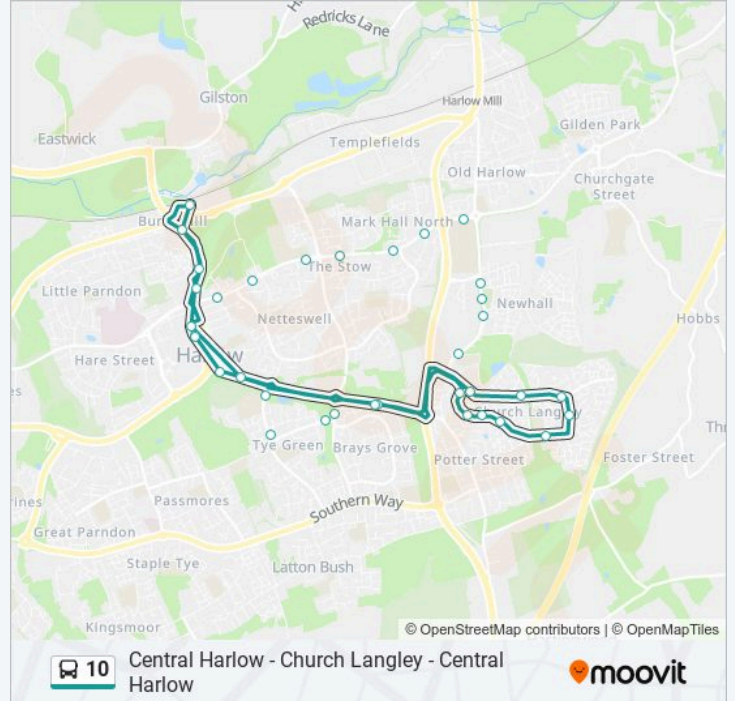 Redricks Lane
Gilston
Harlow Mill
Eastwick
Templefields
Gilden Park
Old Harlow
Churchgate
Street
Mark Hall North
The Stow
Little Parndon
Newhall
Netteswell
Hobbs
Hare Street
Church Langley
Tye Green
Brays Grove
Potter Street
Foster Street
Passmores
Southern Way
Great Parndon
Staple Tye
Latton Bush
Kingsmoor
© OpenStreetMap contributors | © OpenMapTiles
10
Central Harlow - Church Langley - Central
Harlow
moovit